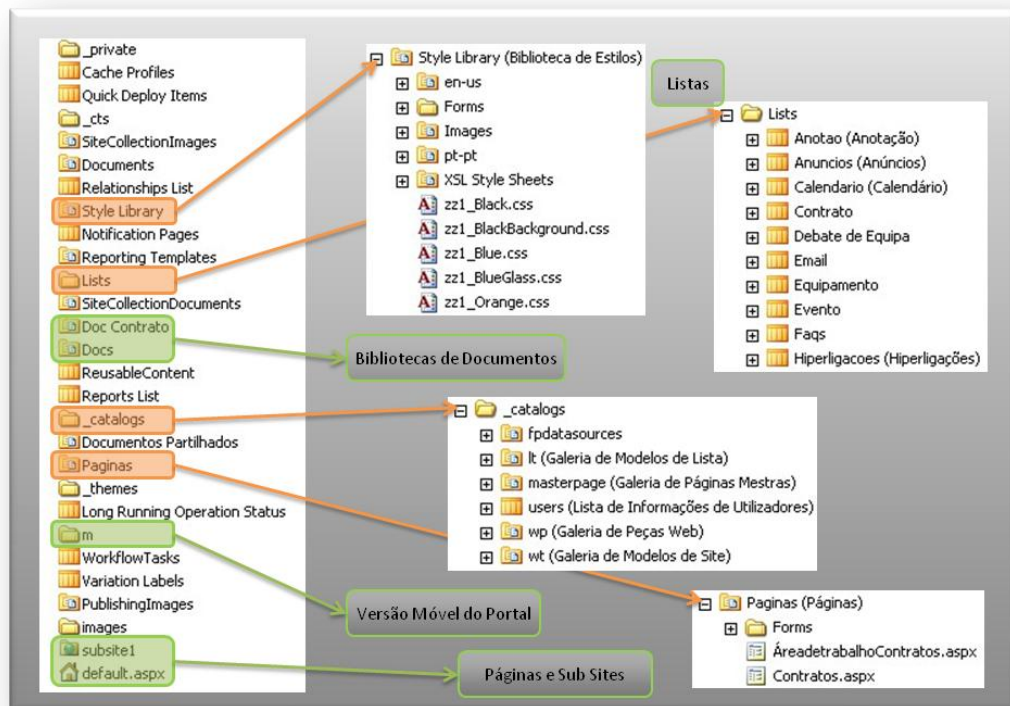 _private
Cache Profiles
Quick Deploy Items
_cts
SiteCollectionImages
Documents
Relationships List
Style Library
Notification Pages
Reporting Templates
Lists
SiteCollectionDocuments
Doc Contrato
Docs
ReusableContent
Reports List
_catalogs
Documentos Partilhados
Paginas
_themes
Long Running Operation Status
m
WorkflowTasks
Variation Labels
PublishingImages
images
subsite1
default.aspx
Style Library (Biblioteca de Estilos)
en-us
Forms
Images
pt-pt
XSL Style Sheets
zz1_Black.css
zz1_BlackBackground.css
zz1_Blue.css
zz1_BlueGlass.css
zz1_Orange.css
Listas
Lists
Anotao (Anotação)
Anuncios (Anúncios)
Calendario (Calendário)
Contrato
Debate de Equipa
Email
Equipamento
Evento
Faqs
Hiperligacoes (Hiperligações)
Bibliotecas de Documentos
_catalogs
fpdatasources
lt (Galeria de Modelos de Lista)
masterpage (Galeria de Páginas Mestras)
users (Lista de Informações de Utilizadores)
wp (Galeria de Peças Web)
wt (Galeria de Modelos de Site)
Versão Móvel do Portal
Páginas e Sub Sites
Paginas (Páginas)
Forms
ÁreadetrabalhoContratos.aspx
Contratos.aspx